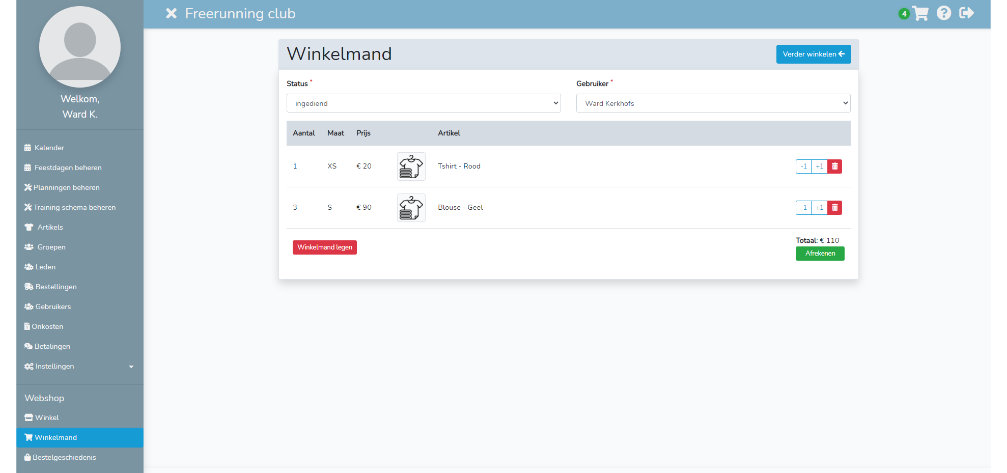 Freerunning club
4
Welkom,
Ward K.
Kalender
Feestdagen beheren
Planningen beheren
Training schema beheren
Artikels
Groepen
Leden
Bestellingen
Gebruikers
Onkosten
Betalingen
Instellingen
Webshop
Winkel
Winkelmand
Bestelgeschiedenis
Winkelmand
Verder winkelen
Status *
Gebruiker *
ingediend
Ward Kerkhofs
Aantal Maat Prijs Artikel
1 XS € 20 Tshirt - Rood -1 +1
3 S € 90 Blouse - Geel -1 +1
Winkelmand legen
Totaal: € 110
Afrekenen